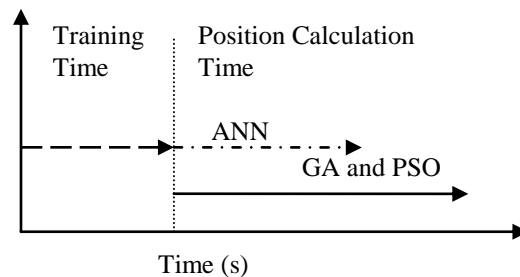 Training
Time
Position Calculation
Time
ANN
GA and PSO
Time (s)